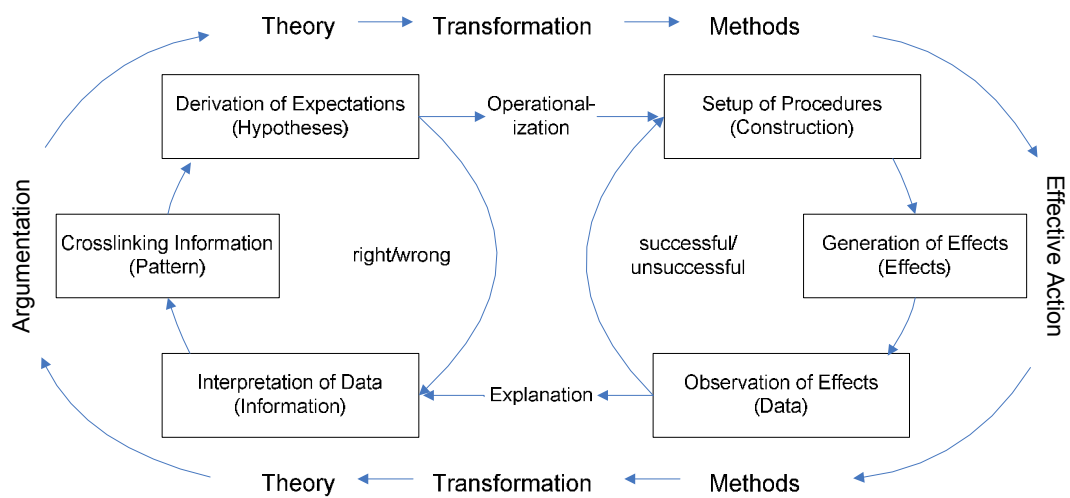 Theory
Transformation
Methods
Derivation of Expectations
(Hypotheses)
Operational-
ization
Setup of Procedures
(Construction)
Argumentation
Crosslinking Information
(Pattern)
right/wrong
successful/
unsuccessful
Generation of Effects
(Effects)
Effective Action
Interpretation of Data
(Information)
Explanation
Observation of Effects
(Data)
Theory
Transformation
Methods